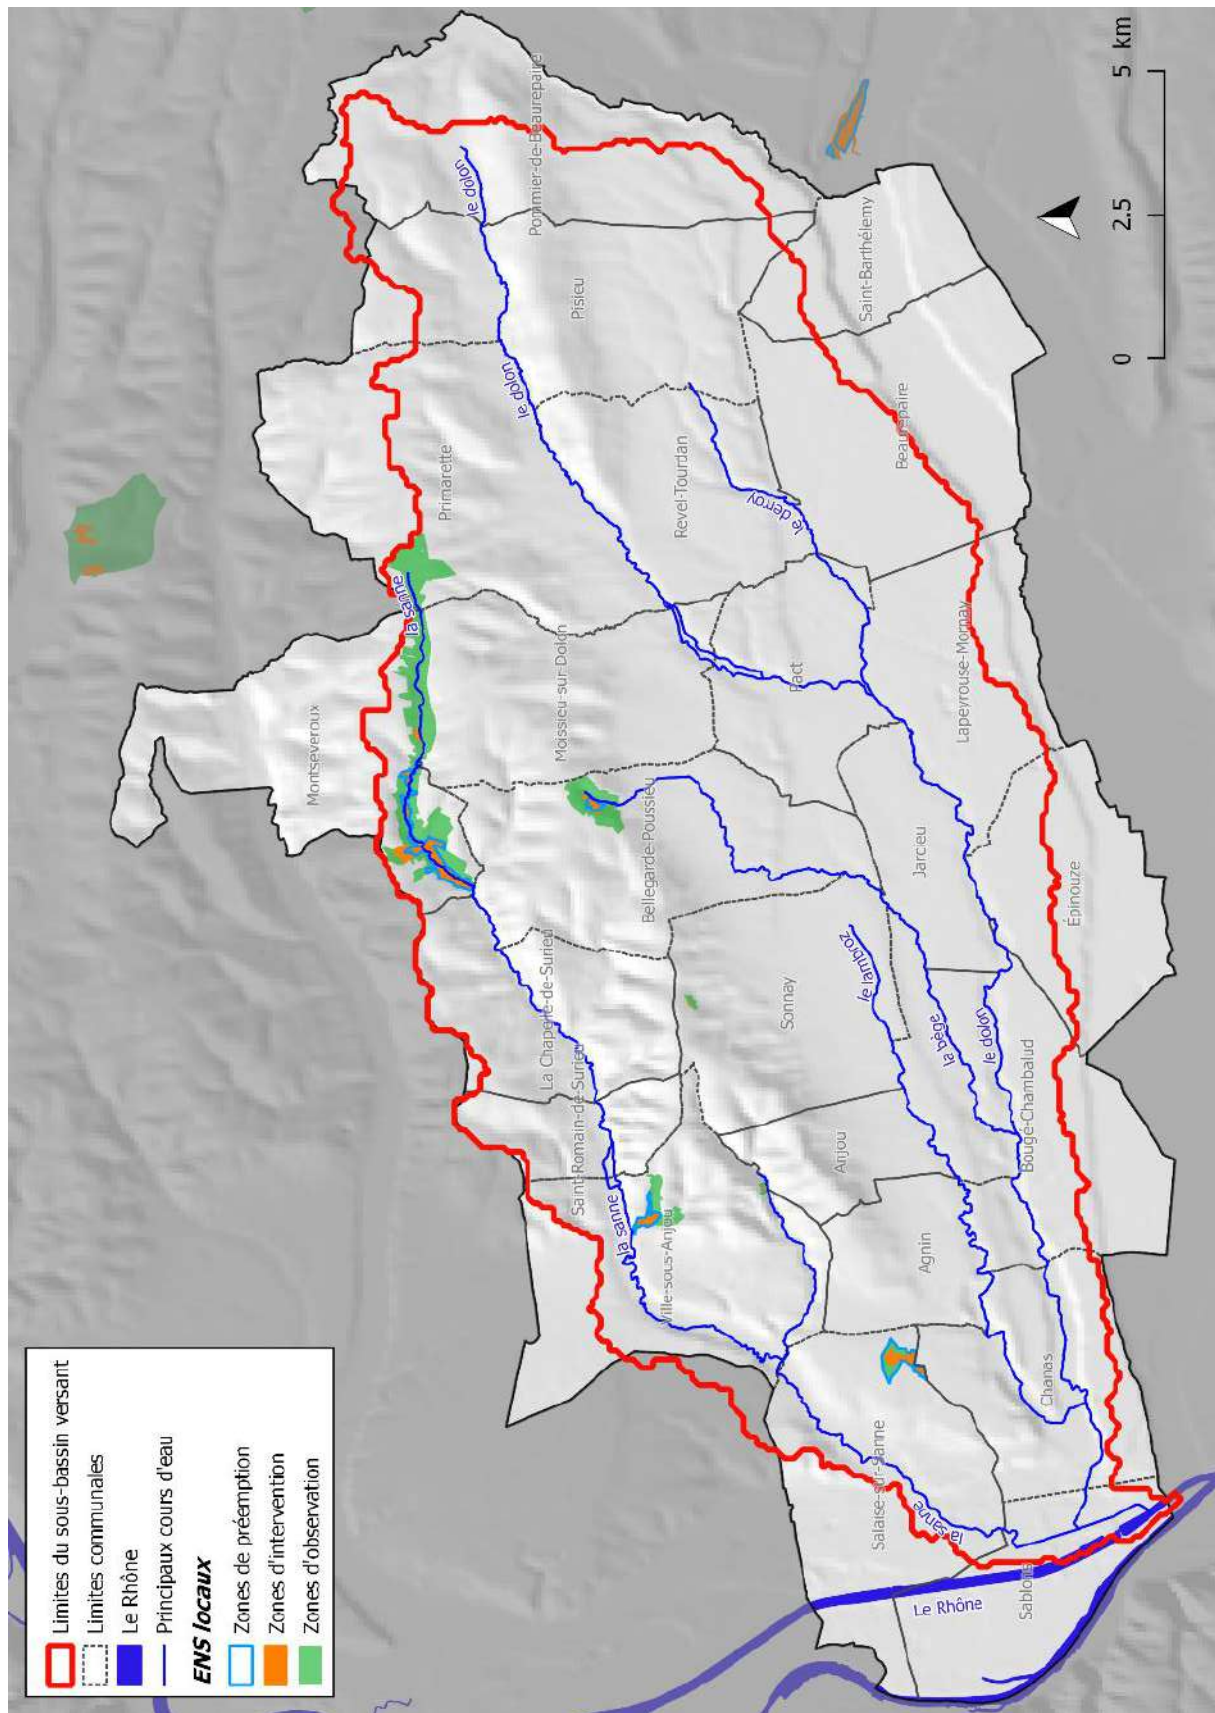 Limites du sous-bassin versant
Limites communales
Le Rhône
Principaux cours d'eau
ENS locaux
Zones de préemption
Zones d'intervention
Zones d'observation
Montseveroux
Primarette
Pommier-de-Beaurepaire
la sanne
le dolon
La Chapelle-de-Surieu
Saint-Romain-de-Surieu
Moissieu-sur-Dolon
le dolon
Pisieu
la sanne
Ville-sous-Anjou
Bellegarde-Poussieu
Revel-Tourdan
le derroy
Sonnay
Pact
le lambroz
Anjou
Saint-Barthélemy
Beaurepaire
Salaise-sur-Sanne
Agnin
Jarcieu
la bège
Lapeyrouse-Mornay
la sanne
le dolon
Le Rhône
Sablons
Chanas
Bougé-Chambalud
Épinouze
0 2.5 5 km